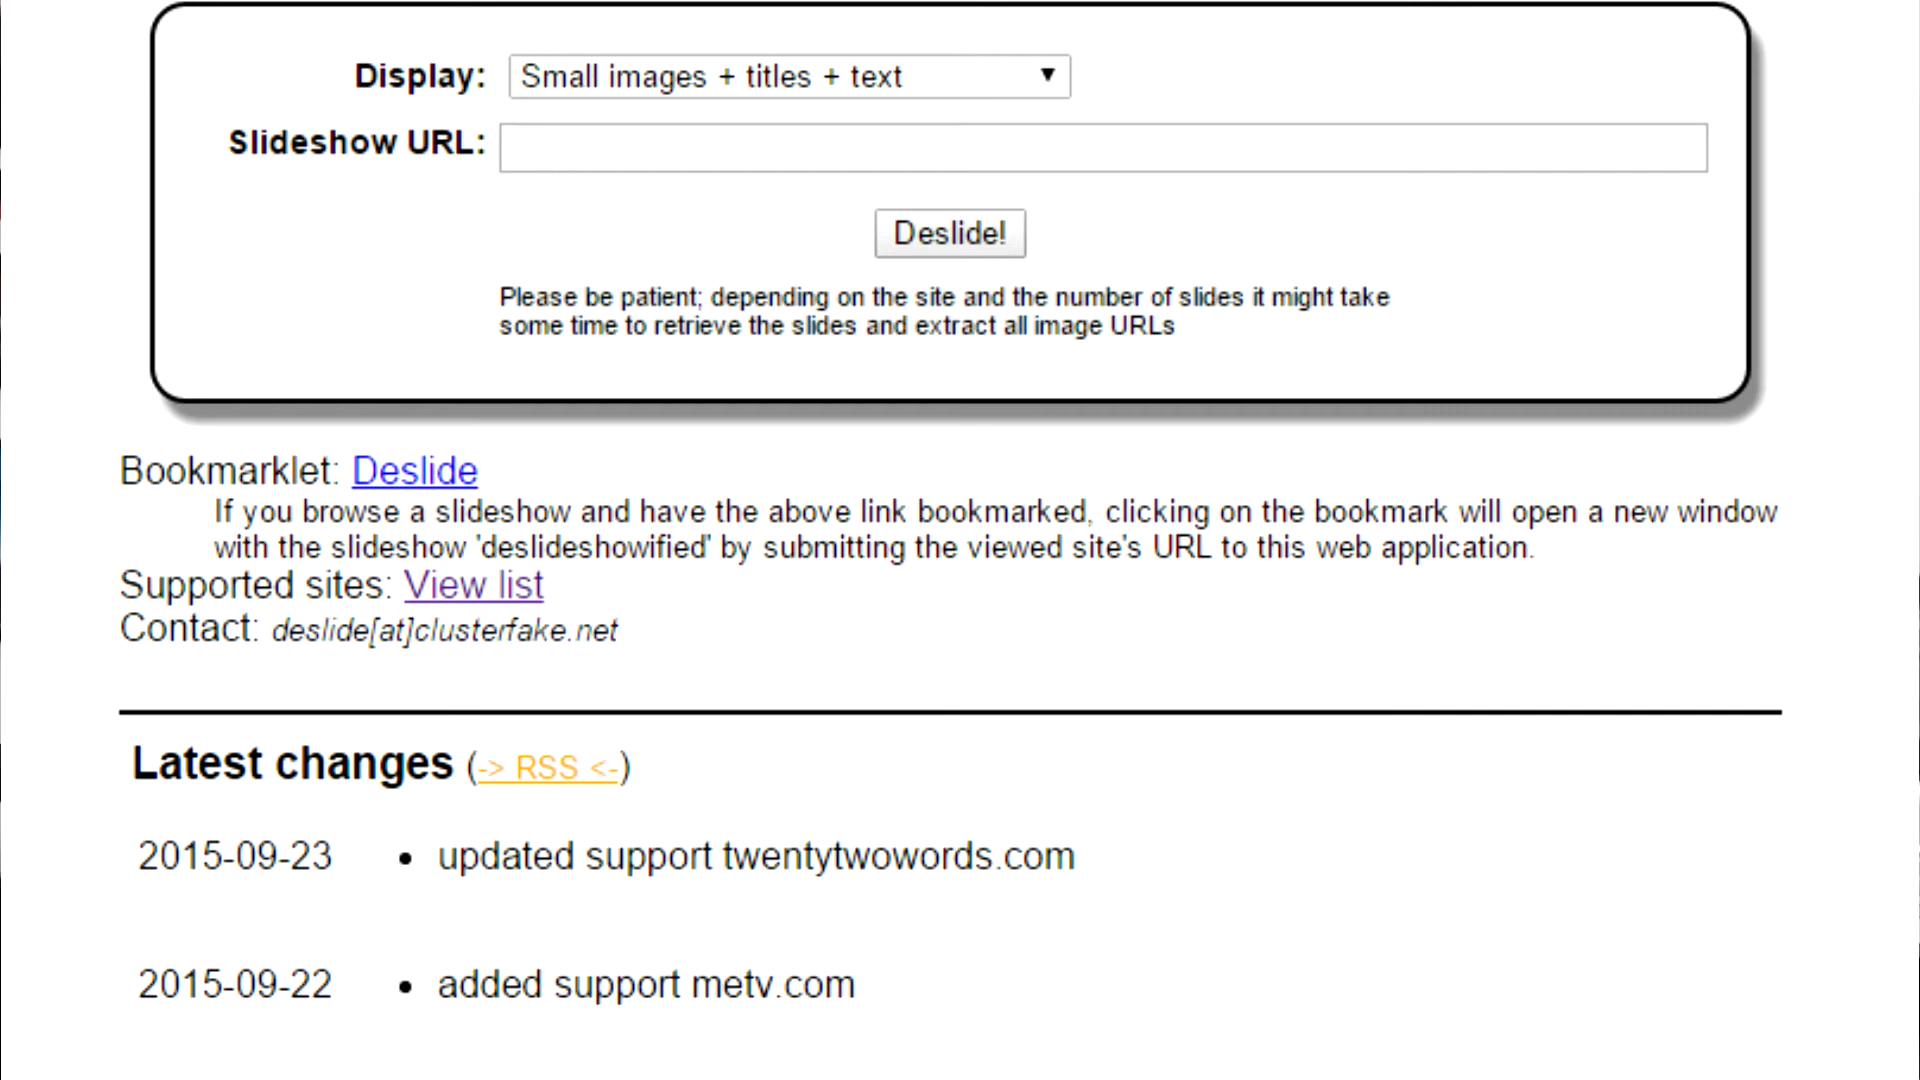 Display: Small images + titles + text
Slideshow URL:
Deslide!
Please be patient; depending on the site and the number of slides it might take
some time to retrieve the slides and extract all image URLs
Bookmarklet: Deslide
If you browse a slideshow and have the above link bookmarked, clicking on the bookmark will open a new window
with the slideshow 'deslideshowified' by submitting the viewed site's URL to this web application.
Supported sites: View list
Contact: deslide[at]clusterfake.net
Latest changes (-> RSS <-)
2015-09-23 • updated support twentytwowords.com
2015-09-22 • added support metv.com